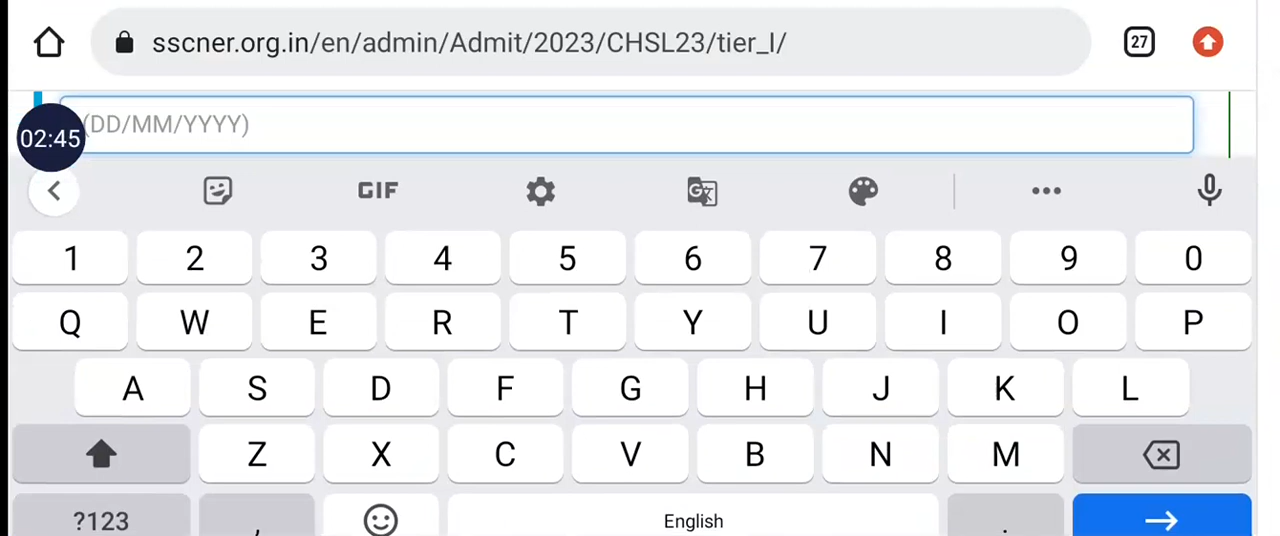 sscner.org.in/en/admin/Admit/2023/CHSL23/tier_I/
27
02:45
(DD/MM/YYYY)
GIF
G
1 2 3 4 5 6 7 8 9 0
Q W E R T Y U I O P
A S D F G H J K L
Z X C V B N M
?123 , English .